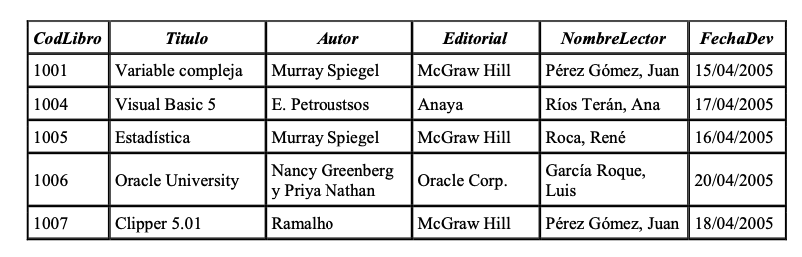 CodLibro Titulo Autor Editorial NombreLector FechaDev
1001 Variable compleja Murray Spiegel McGraw Hill Pérez Gómez, Juan 15/04/2005
1004 Visual Basic 5 E. Petroustsos Anaya Ríos Terán, Ana 17/04/2005
1005 Estadística Murray Spiegel McGraw Hill Roca, René 16/04/2005
1006 Oracle University Nancy Greenberg y Priya Nathan Oracle Corp. García Roque, Luis 20/04/2005
1007 Clipper 5.01 Ramalho McGraw Hill Pérez Gómez, Juan 18/04/2005